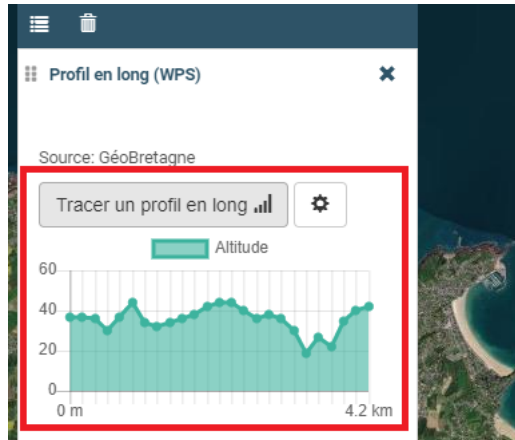 Profil en long (WPS)
Source: GéoBretagne
Tracer un profil en long
Altitude
60
40
20
0
0 m
4.2 km